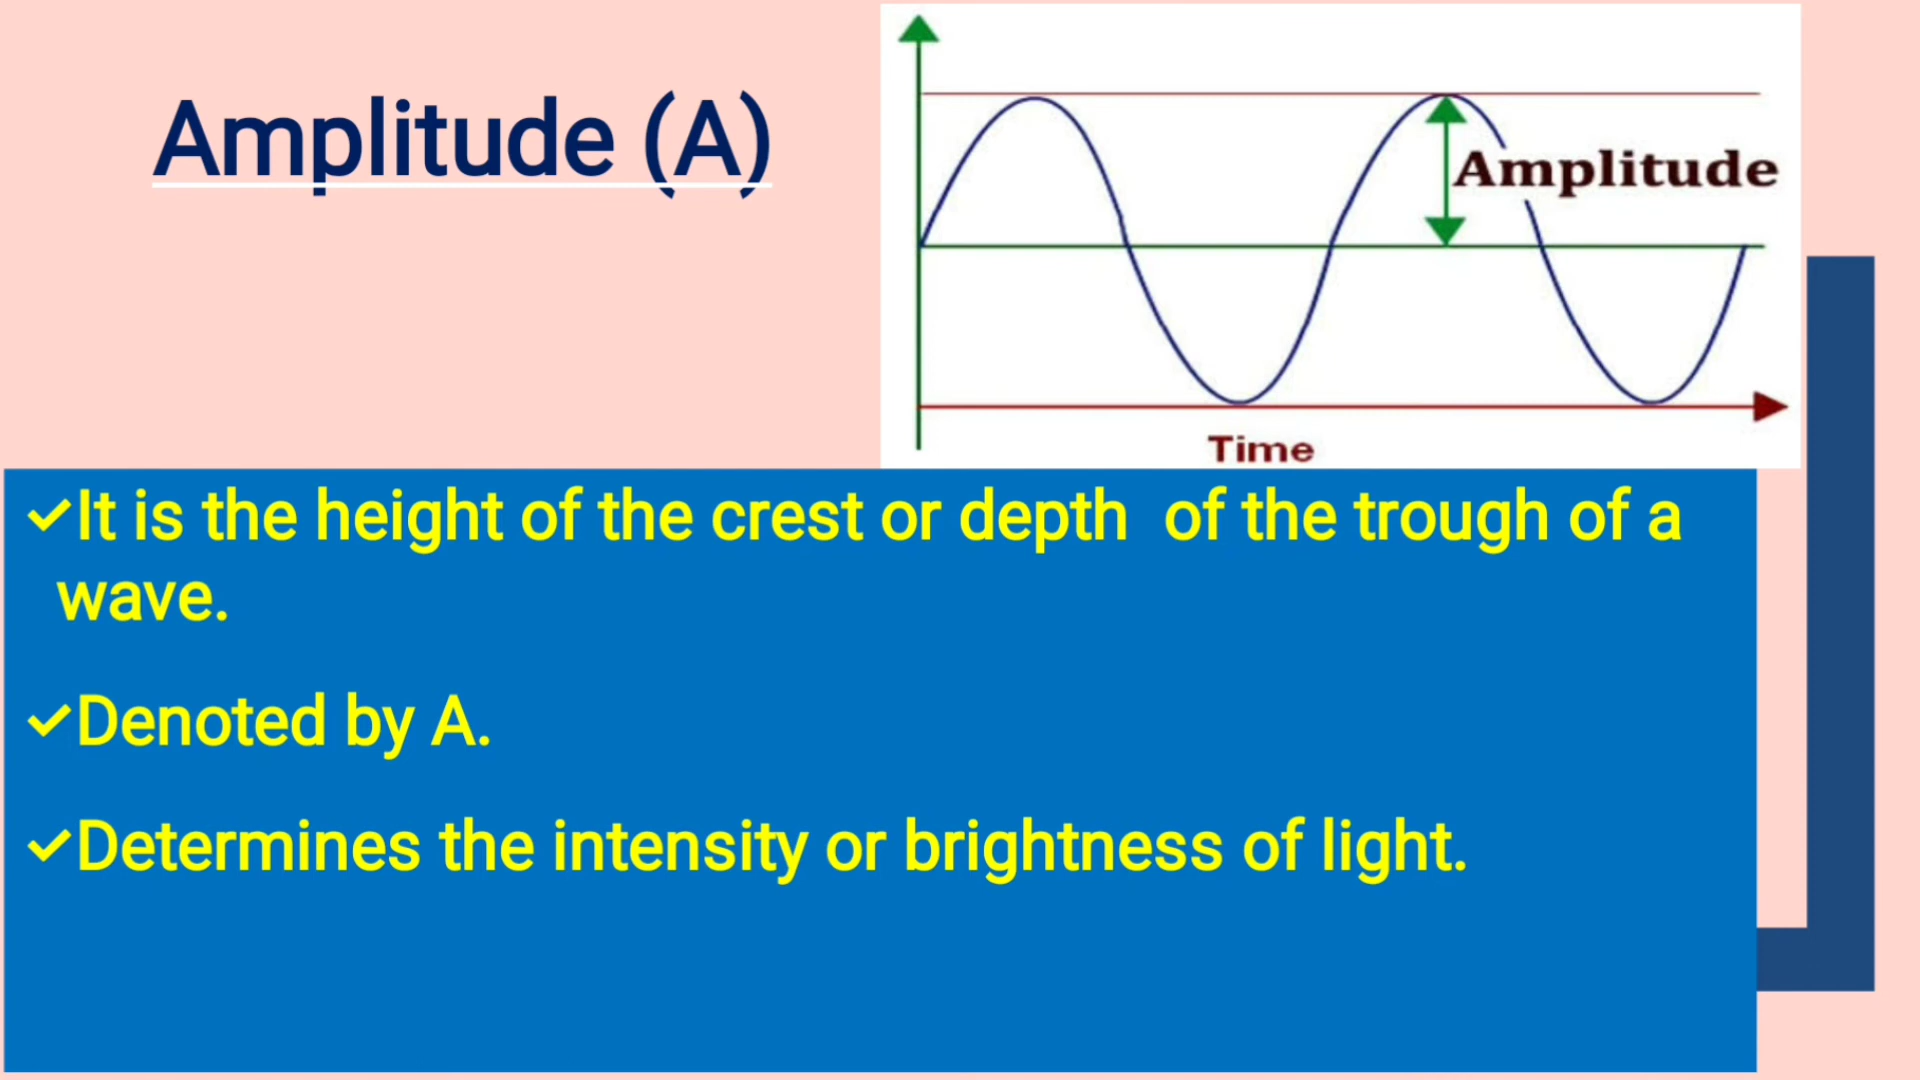 Amplitude (A)
Amplitude
Time
✓It is the height of the crest or depth of the trough of a
wave.
✓Denoted by A.
✓Determines the intensity or brightness of light.